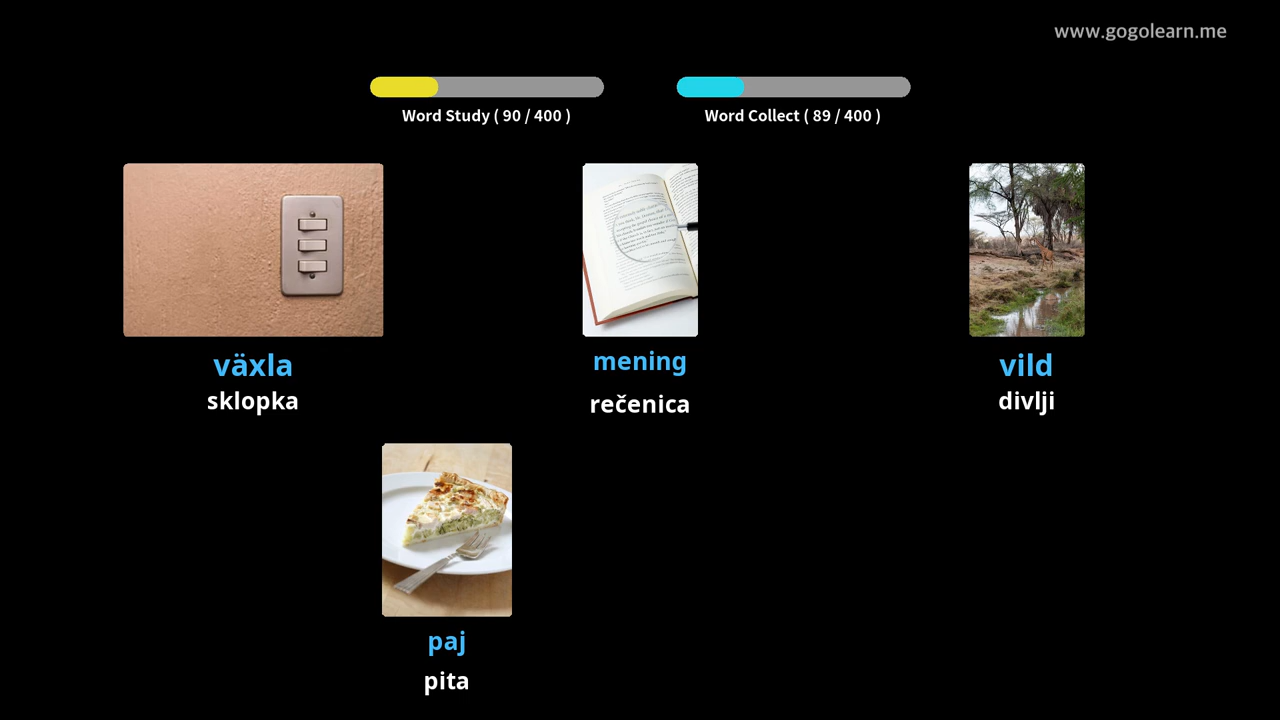 www.gogolearn.me
Word Study ( 90 / 400 )
Word Collect ( 89 / 400 )
växla
sklopka
mening
rečenica
vild
divlji
paj
pita